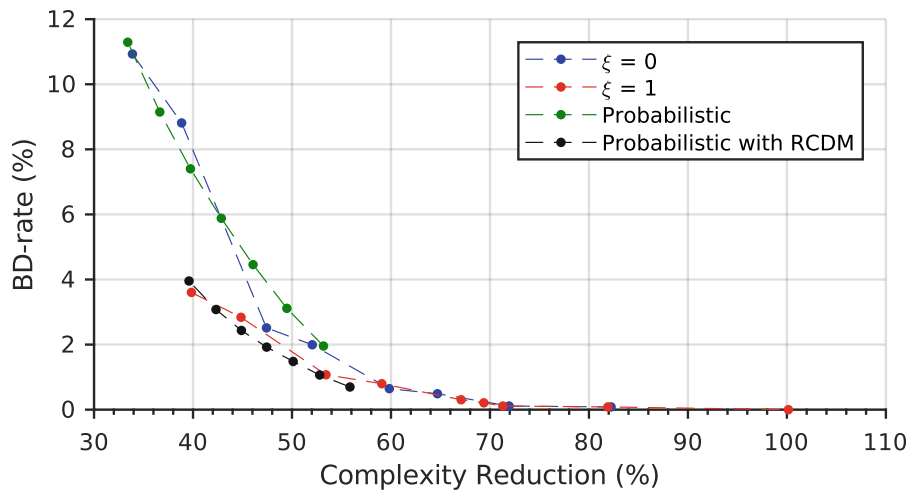 12
10
8
6
4
2
0
BD-rate (%)
ξ = 0
ξ = 1
Probabilistic
Probabilistic with RCDM
30 40 50 60 70 80 90 100 110
Complexity Reduction (%)